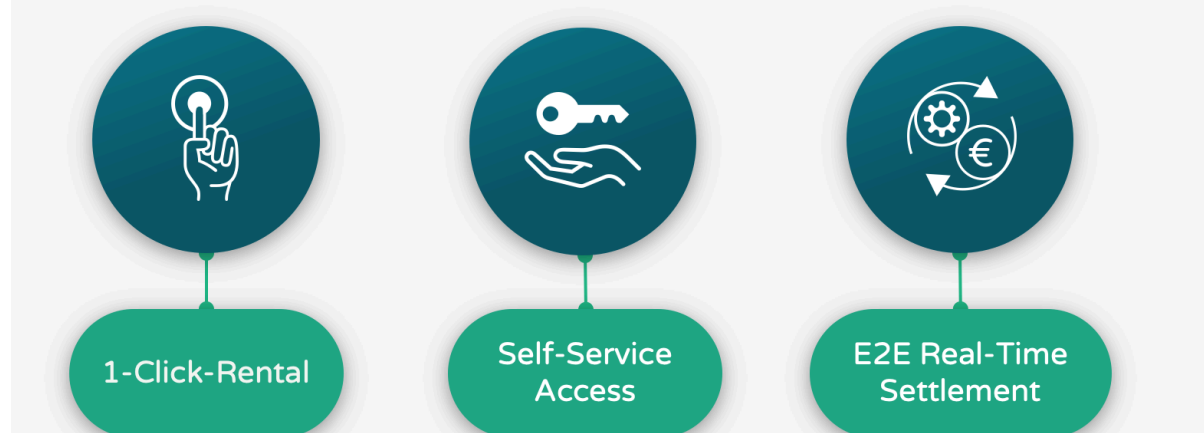 €
1-Click-Rental
Self-Service
Access
E2E Real-Time
Settlement